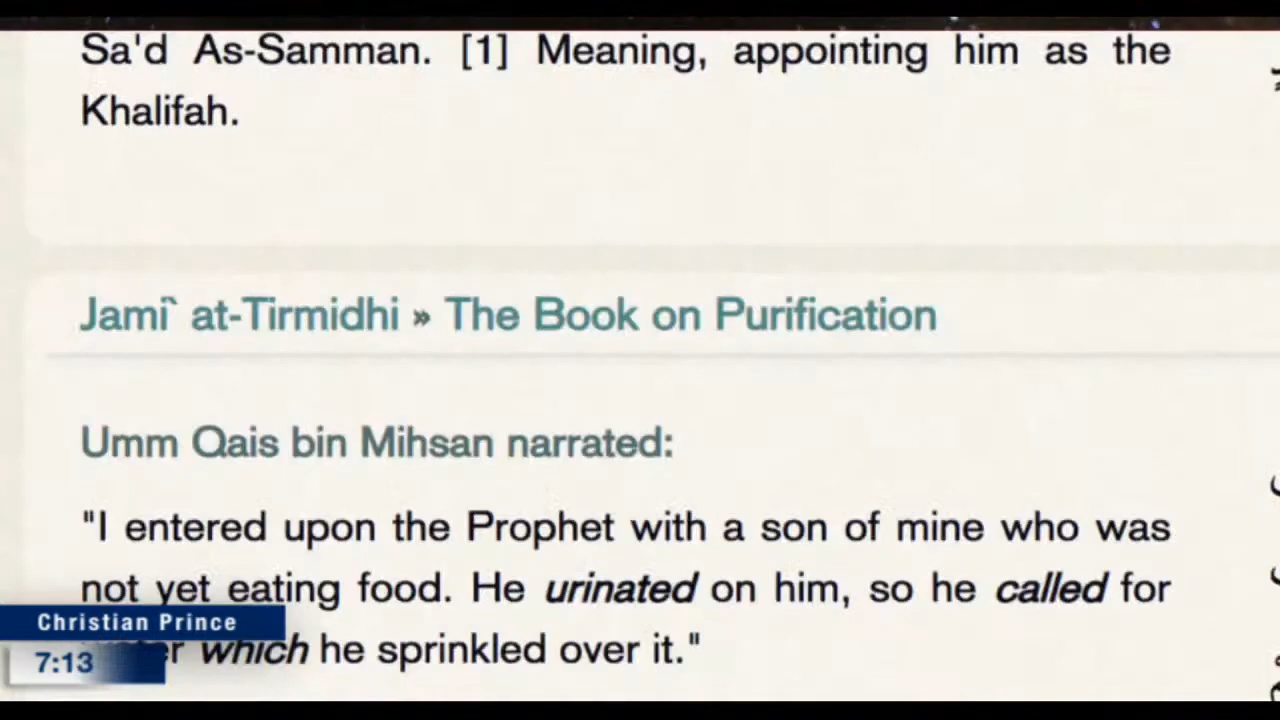 Sa'd As-Samman. [1] Meaning, appointing him as the
Khalifah.
Jami` at-Tirmidhi » The Book on Purification
Umm Qais bin Mihsan narrated:
"I entered upon the Prophet with a son of mine who was
not yet eating food. He urinated on him, so he called for
which he sprinkled over it."
Christian Prince
7:13